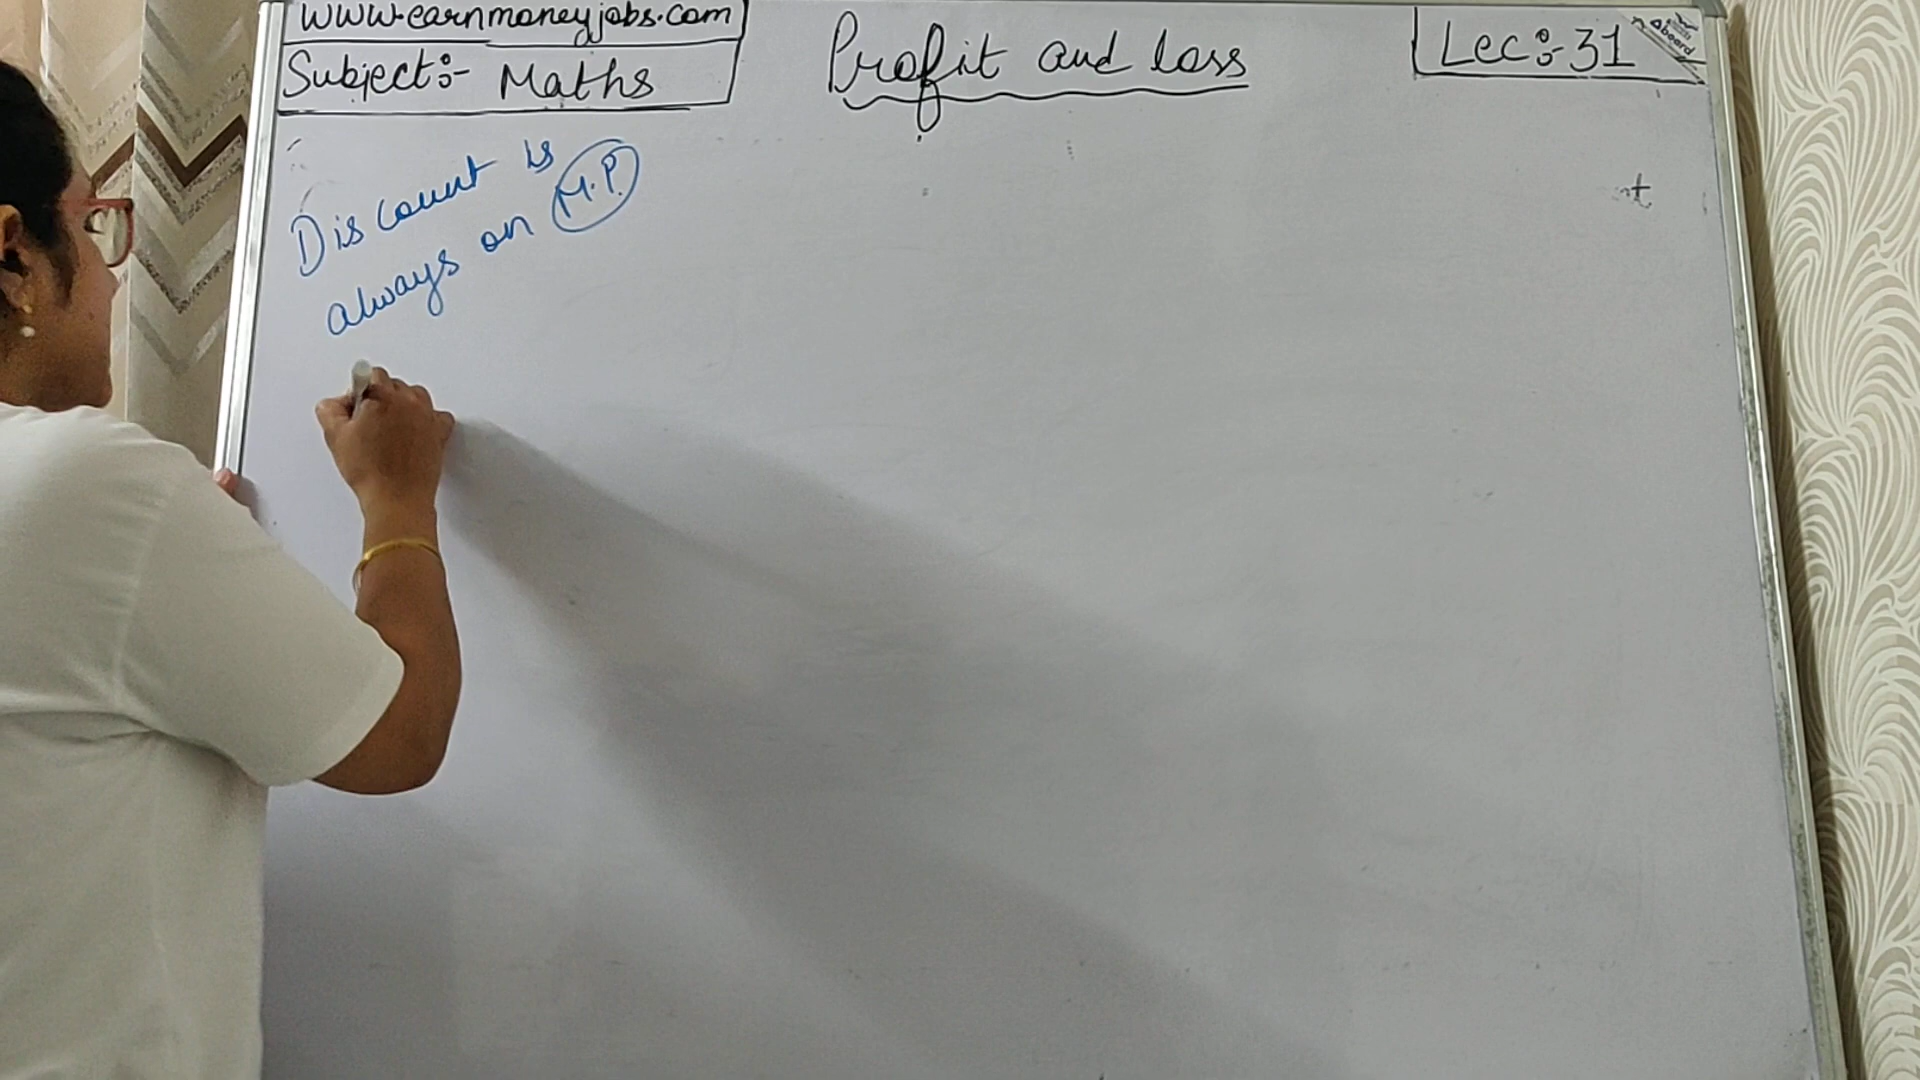 www.earnmoneyjobs.com
Subject:- Maths
Profit and loss
Lec:-31
Discount is
always on M.P.